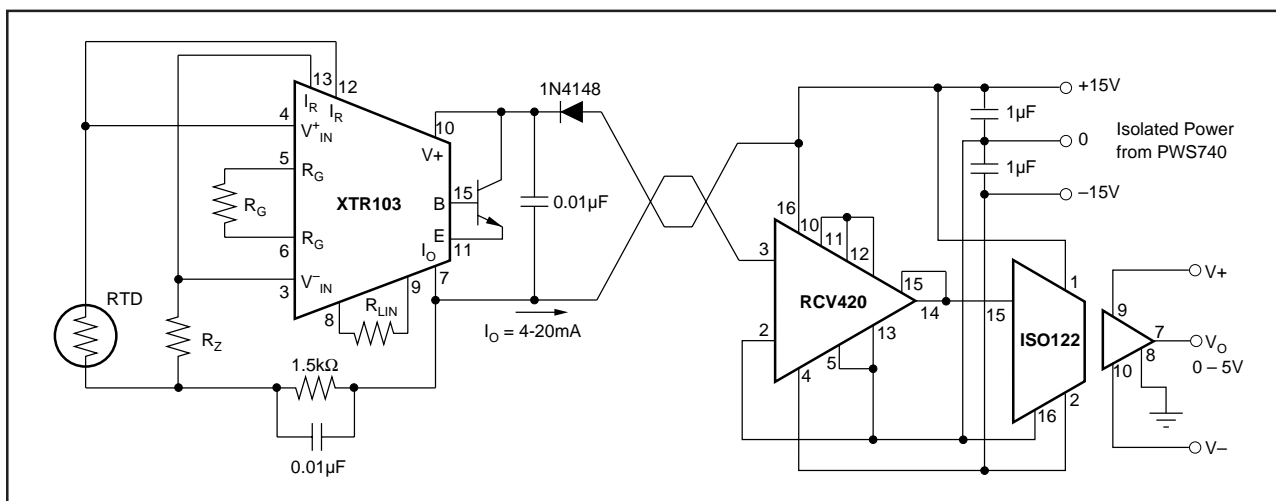 13
12
I_R
I_R
4
V+_IN
5
R_G
R_G
XTR103
R_G
R_G
6
V–_IN
3
RTD
R_Z
8
R_LIN
9
10
V+
B
15
E
11
I_O
7
0.01µF
1N4148
I_O = 4-20mA
1.5kΩ
0.01µF
16
10
11
12
3
RCV420
15
14
2
13
5
4
+15V
1µF
0
1µF
–15V
Isolated Power
from PWS740
1
15
ISO122
16
2
9
7
8
10
V+
V_O
0 – 5V
V–